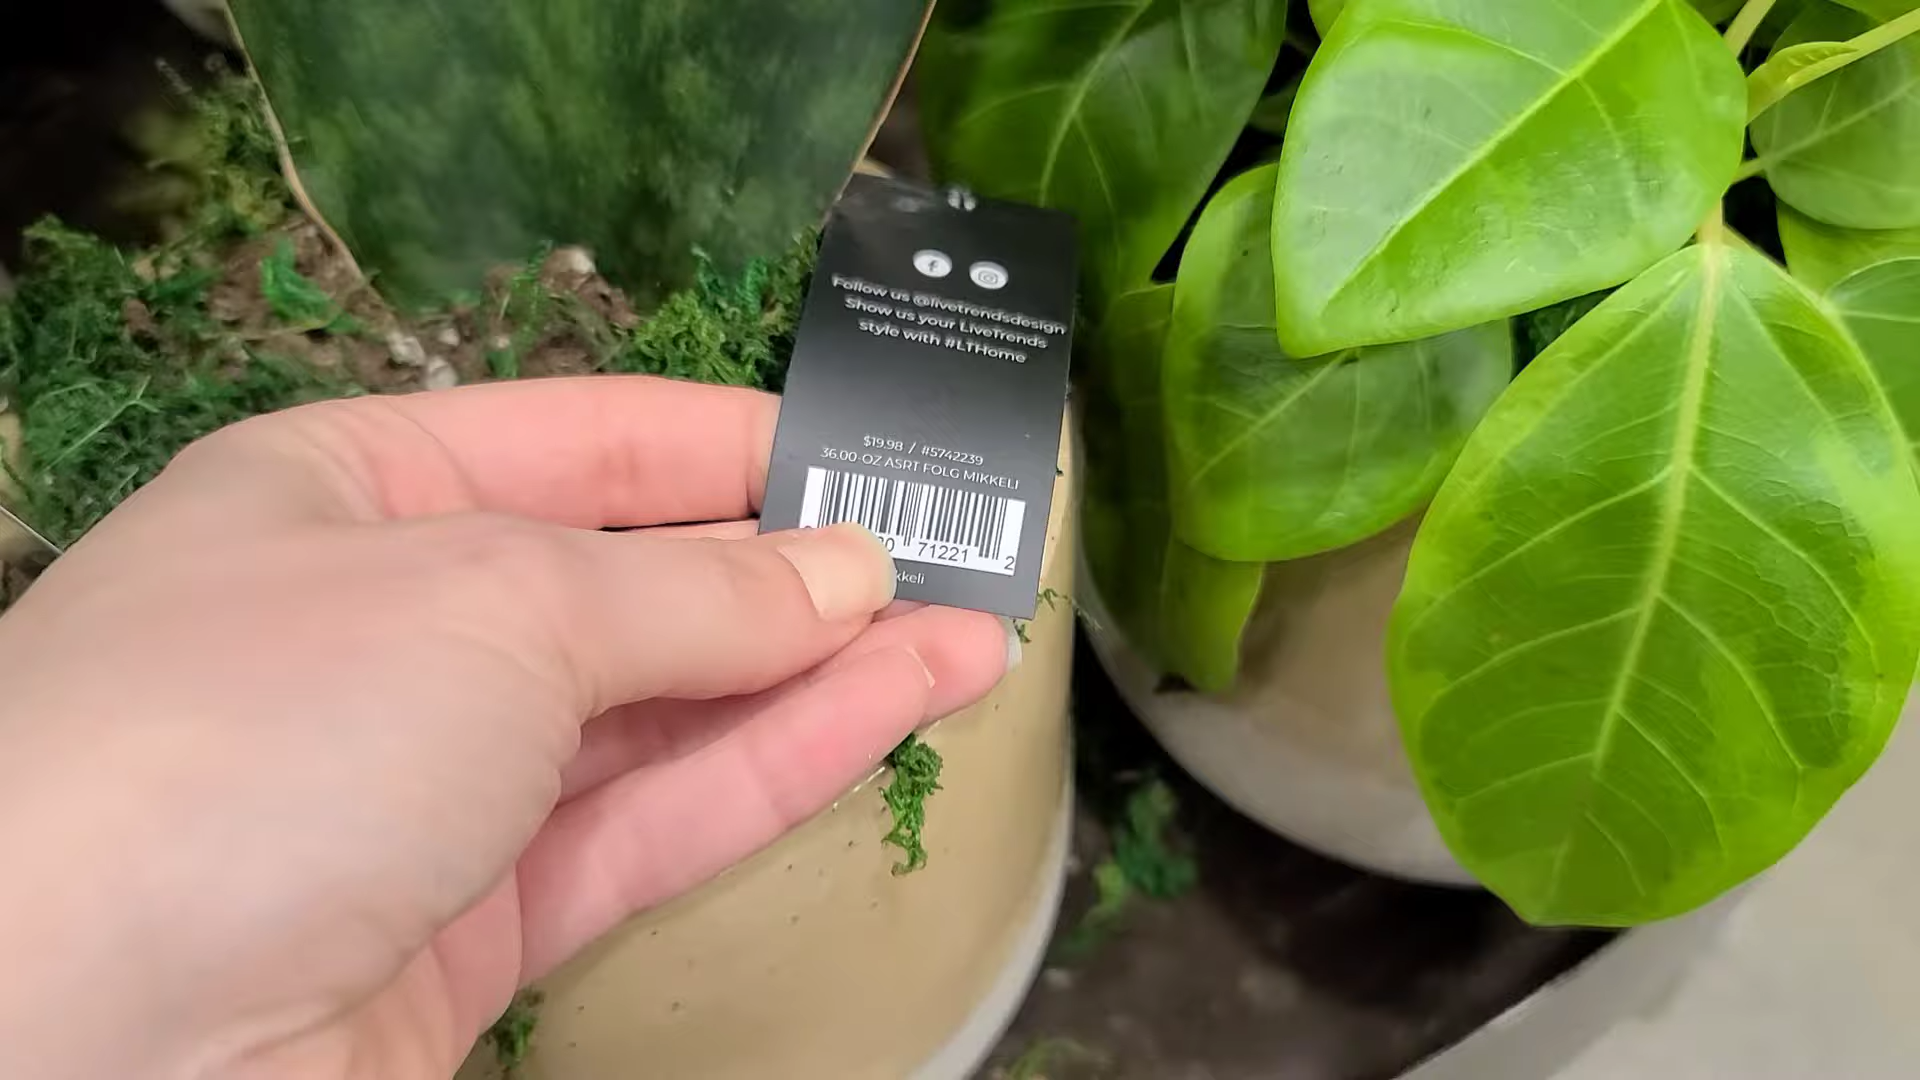 Follow us @livetrendsdesign
Show us your LiveTrends
style with #LTHome
$19.98 / #5742239
36.00-OZ ASRT FOLG MIKKELI
71221 2